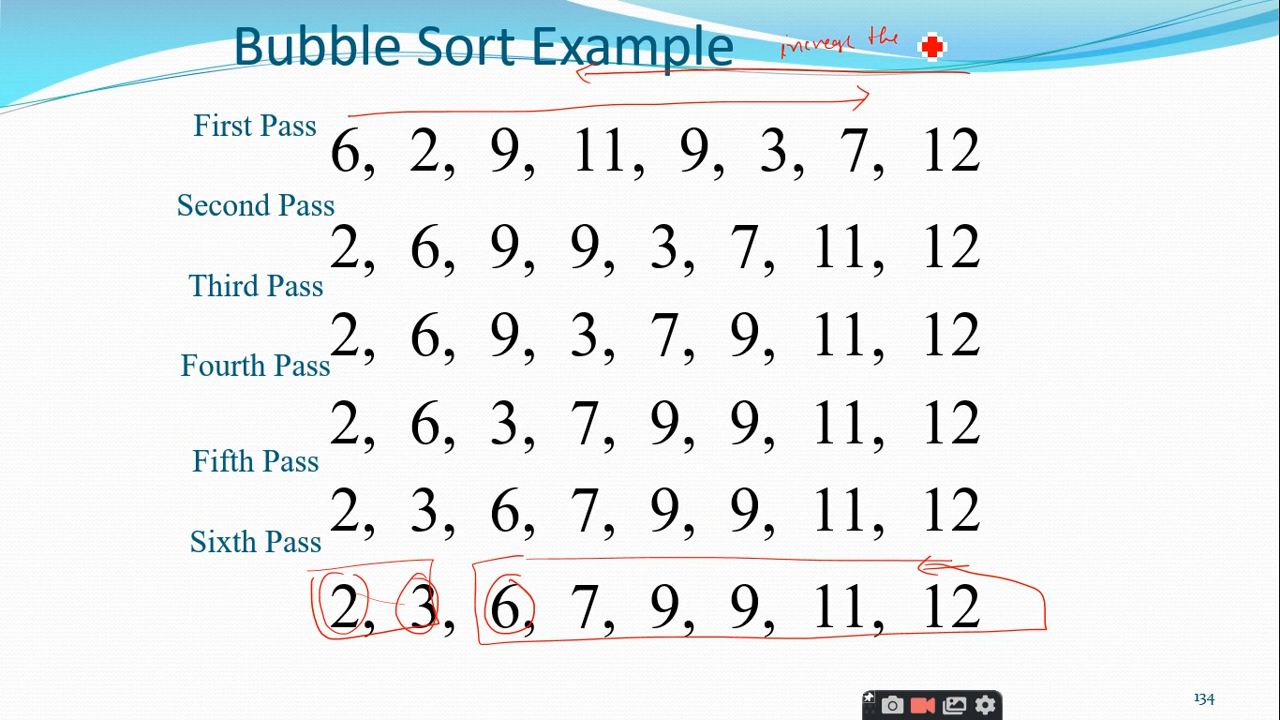 Bubble Sort Example
the
First Pass
6, 2, 9, 11, 9, 3, 7, 12
Second Pass
2, 6, 9, 9, 3, 7, 11, 12
Third Pass
2, 6, 9, 3, 7, 9, 11, 12
Fourth Pass
2, 6, 3, 7, 9, 9, 11, 12
Fifth Pass
2, 3, 6, 7, 9, 9, 11, 12
Sixth Pass
2, 3, 6, 7, 9, 9, 11, 12
134